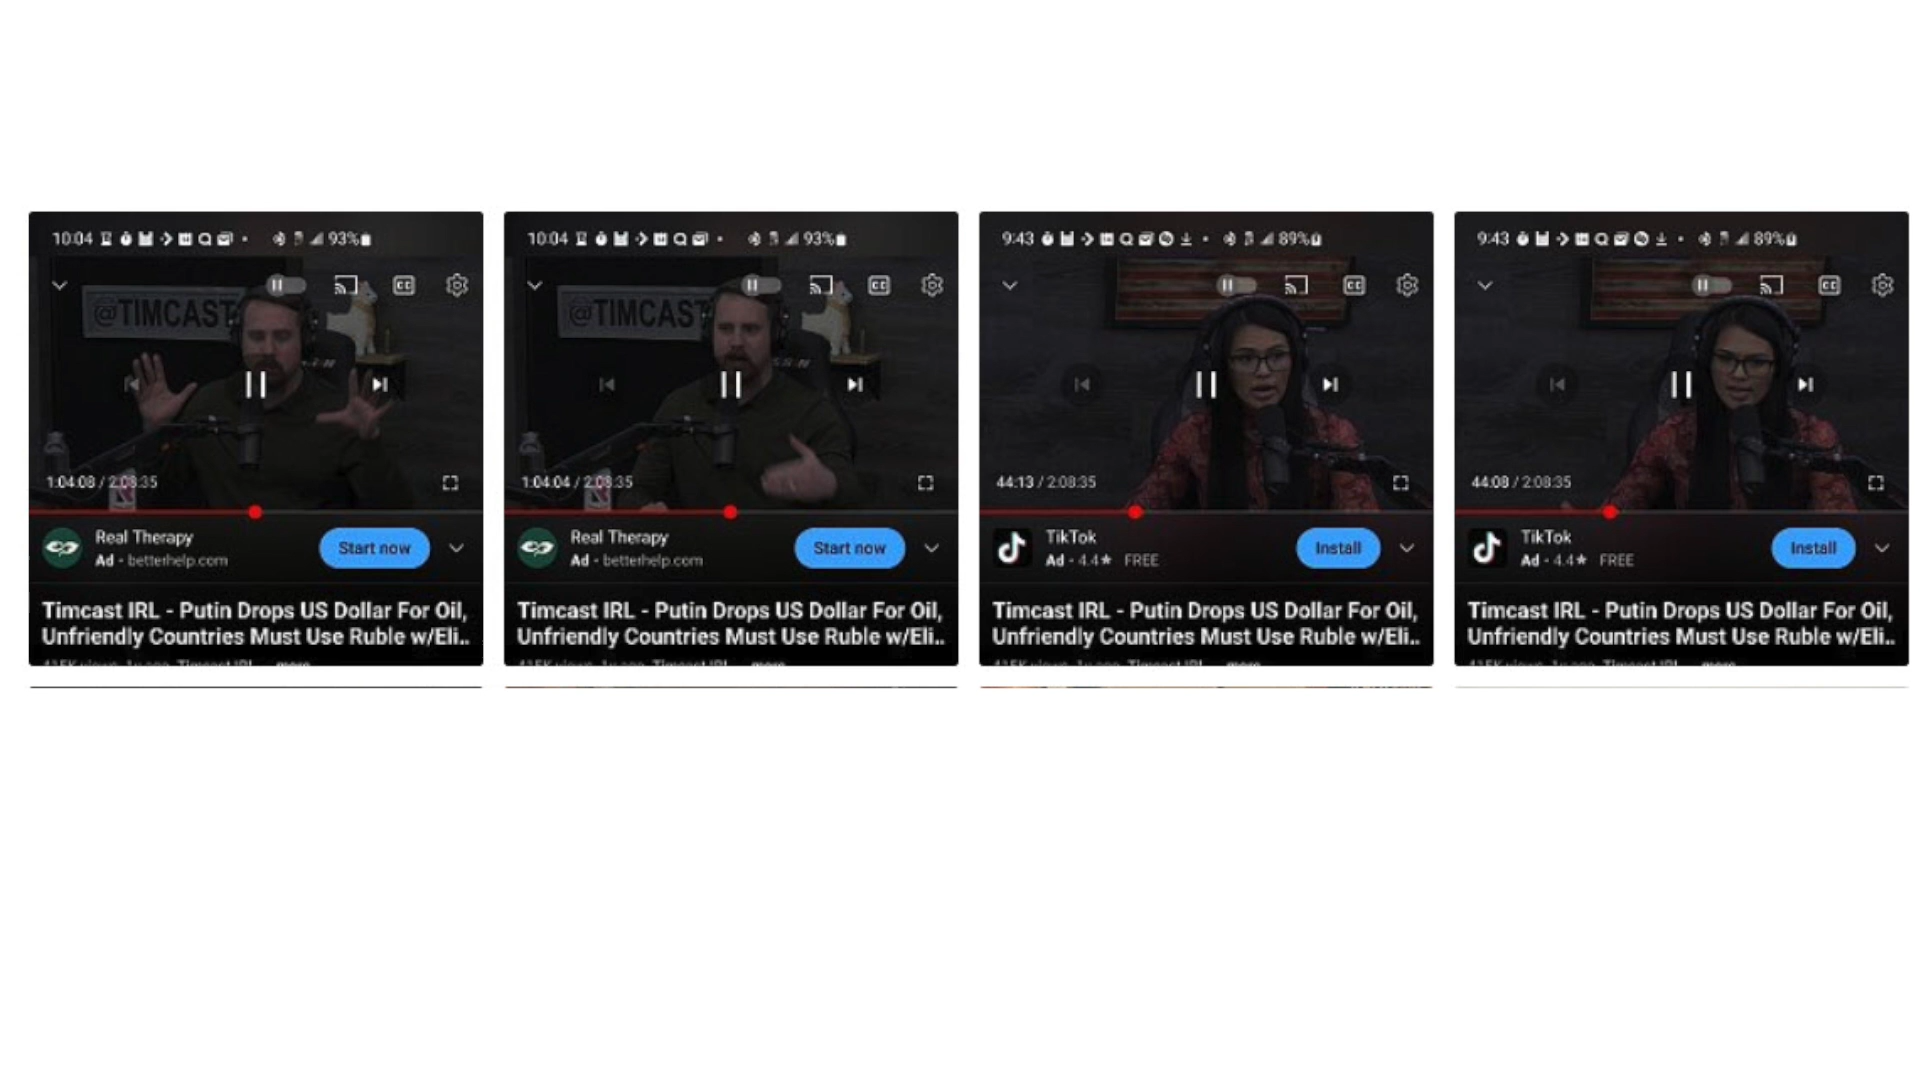 10:04 93%
@TIMCAST
CC
1:04:08 / 2:08:35
Real Therapy
Ad • betterhelp.com
Start now
Timcast IRL - Putin Drops US Dollar For Oil,
Unfriendly Countries Must Use Ruble w/Eli..
10:04 93%
@TIMCAST
CC
1:04:04 / 2:08:35
Real Therapy
Ad • betterhelp.com
Start now
Timcast IRL - Putin Drops US Dollar For Oil,
Unfriendly Countries Must Use Ruble w/Eli..
9:43 89%
CC
44:13 / 2:08:35
TikTok
Ad • 4.4★ FREE
Install
Timcast IRL - Putin Drops US Dollar For Oil,
Unfriendly Countries Must Use Ruble w/Eli..
9:43 89%
CC
44:08 / 2:08:35
TikTok
Ad • 4.4★ FREE
Install
Timcast IRL - Putin Drops US Dollar For Oil,
Unfriendly Countries Must Use Ruble w/Eli..